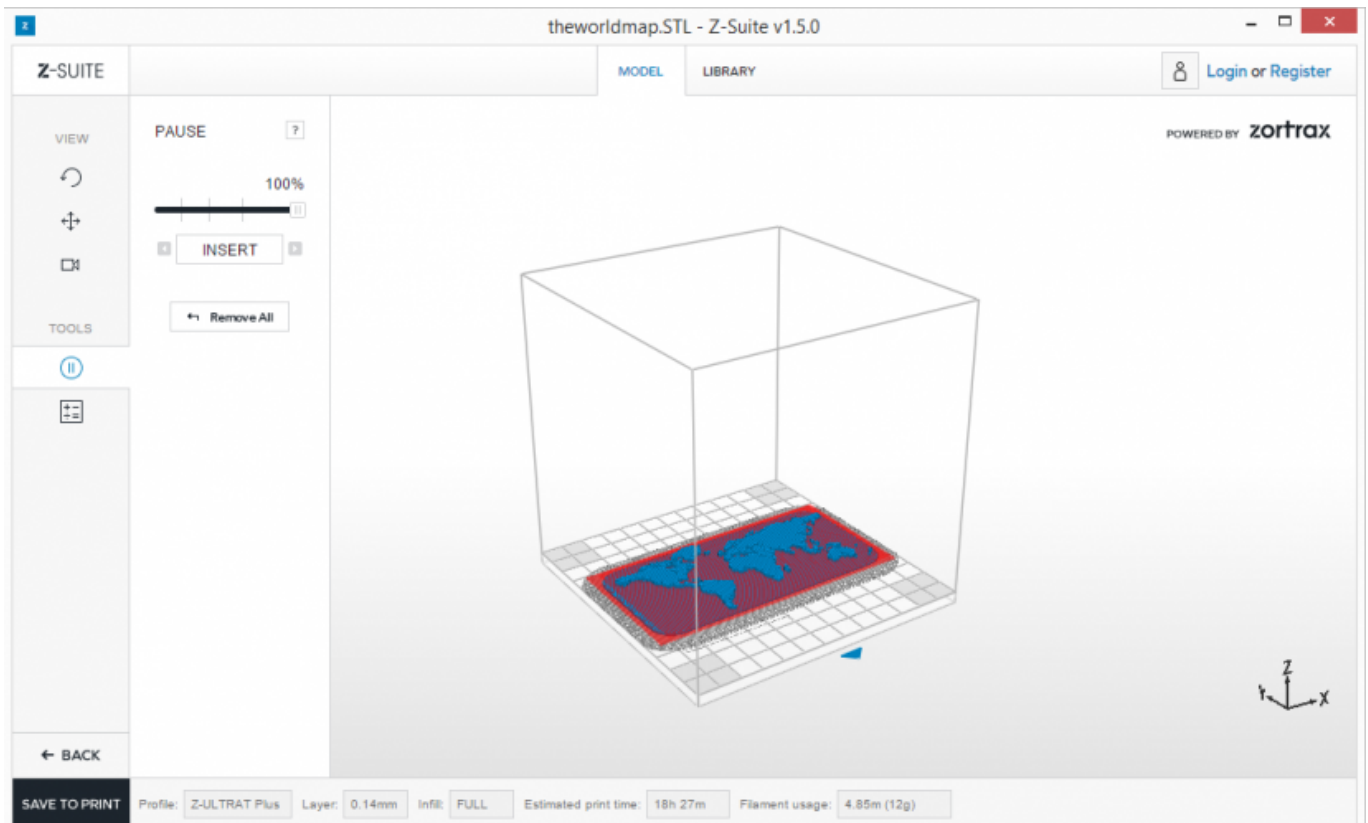 theworldmap.STL - Z-Suite v1.5.0
Z-SUITE
MODEL
LIBRARY
Login or Register
VIEW
PAUSE
?
POWERED BY zortrax
100%
INSERT
Remove All
TOOLS
Z
Y
X
BACK
SAVE TO PRINT
Profile: Z-ULTRAT Plus Layer: 0.14mm Infill: FULL Estimated print time: 18h 27m Filament usage: 4.85m (12g)